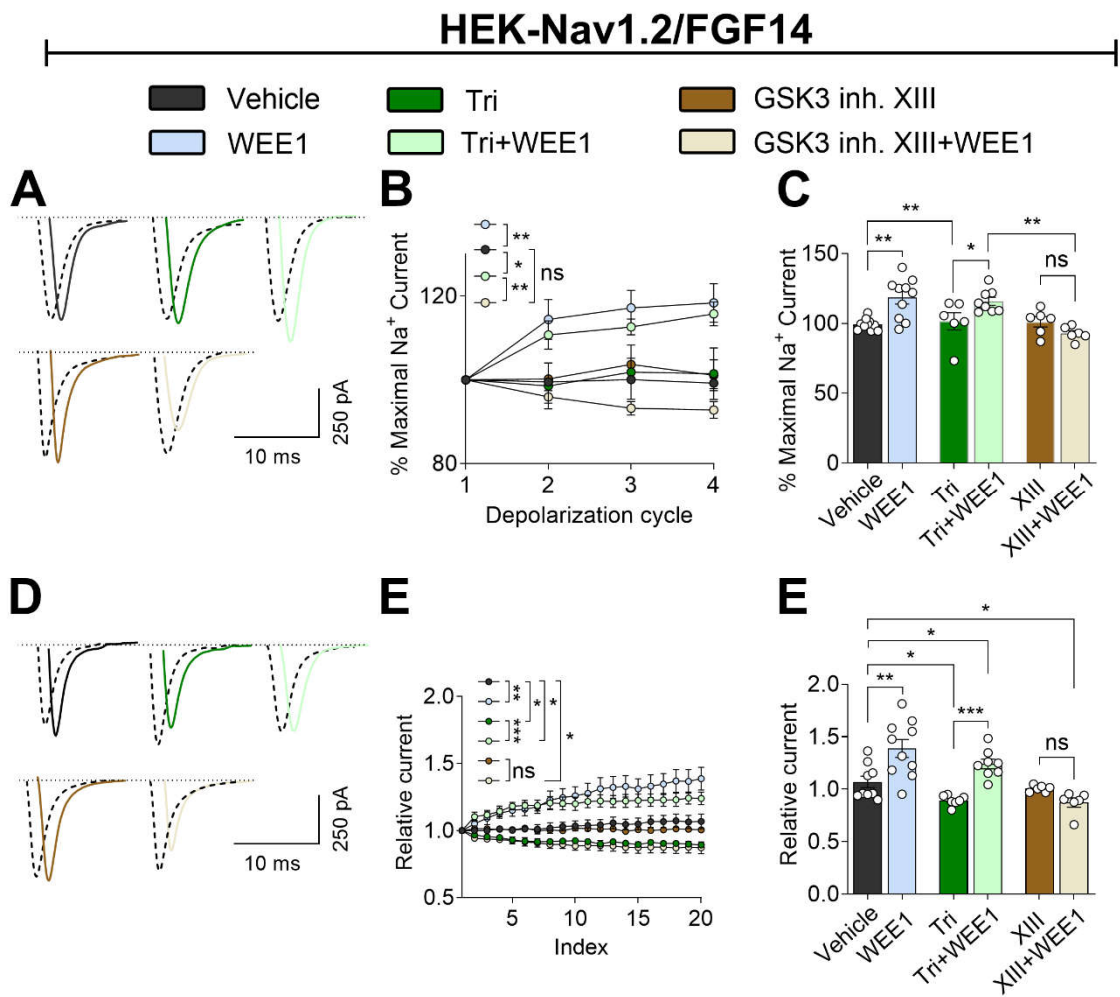 HEK-Nav1.2/FGF14
Vehicle
Tri
GSK3 inh. XIII
WEE1
Tri+WEE1
GSK3 inh. XIII+WEE1
A
250 pA
10 ms
B
% Maximal Na+ Current
120
80
**
*
**
ns
1
2
3
4
Depolarization cycle
C
% Maximal Na+ Current
150
100
50
0
**
**
**
*
ns
Vehicle
WEE1
Tri
Tri+WEE1
XIII
XIII+WEE1
D
250 pA
10 ms
E
Relative current
2.0
1.5
1.0
0.5
**
***
ns
*
*
*
5
10
15
20
Index
E
Relative current
2.0
1.5
1.0
0.5
0.0
*
*
*
**
***
ns
Vehicle
WEE1
Tri
Tri+WEE1
XIII
XIII+WEE1